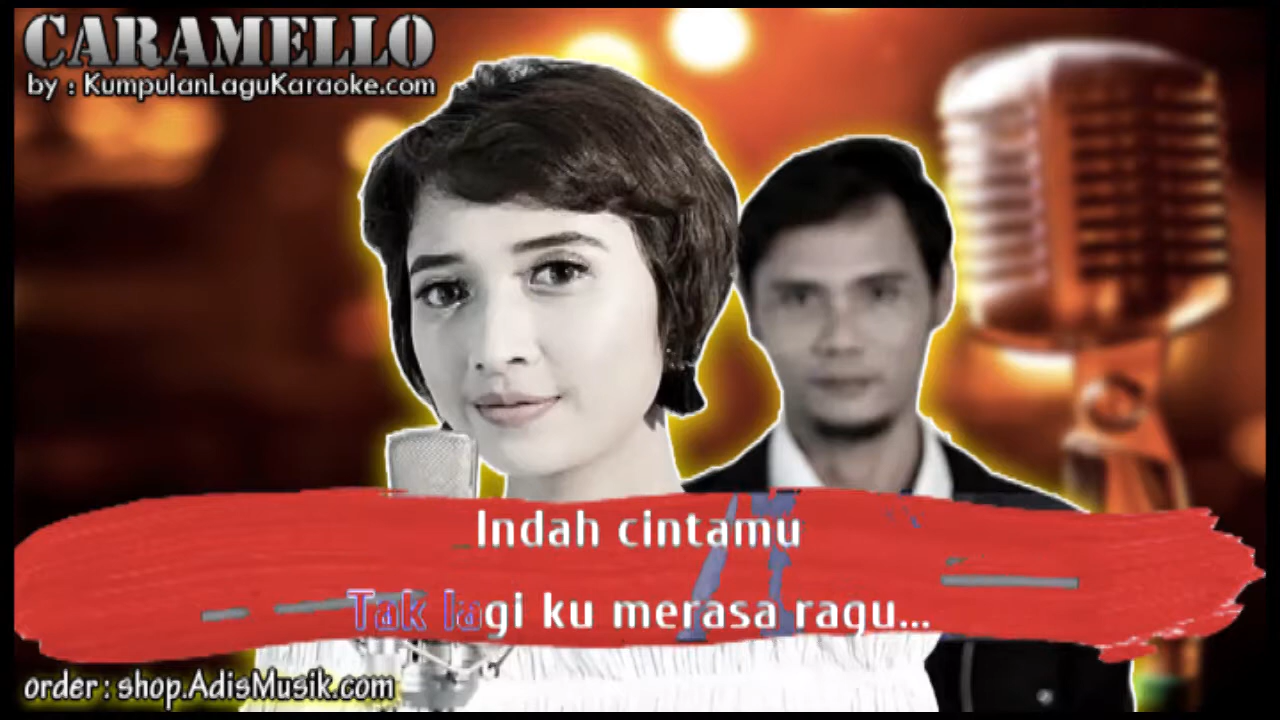 CARAMELLO
by : KumpulanLaguKaraoke.com
Indah cintamu
Tak lagi ku merasa ragu...
order : shop.AdisMusik.com